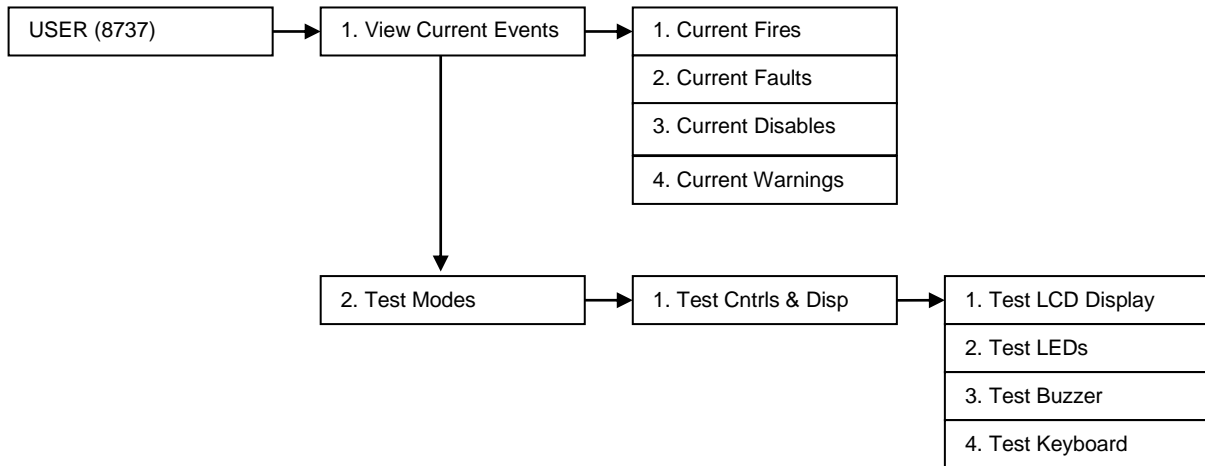 USER (8737)
1. View Current Events
1. Current Fires
2. Current Faults
3. Current Disables
4. Current Warnings
2. Test Modes
1. Test Cntrls & Disp
1. Test LCD Display
2. Test LEDs
3. Test Buzzer
4. Test Keyboard